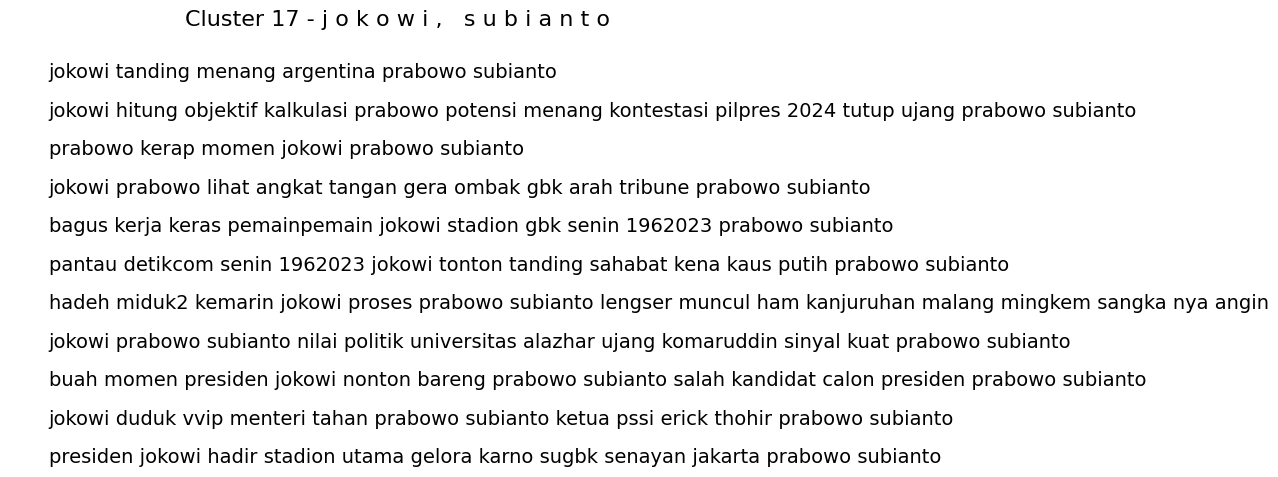 Cluster 17 - j o k o w i ,   s u b i a n t o
jokowi tanding menang argentina prabowo subianto
jokowi hitung objektif kalkulasi prabowo potensi menang kontestasi pilpres 2024 tutup ujang prabowo subianto
prabowo kerap momen jokowi prabowo subianto
jokowi prabowo lihat angkat tangan gera ombak gbk arah tribune prabowo subianto
bagus kerja keras pemainpemain jokowi stadion gbk senin 1962023 prabowo subianto
pantau detikcom senin 1962023 jokowi tonton tanding sahabat kena kaus putih prabowo subianto
hadeh miduk2 kemarin jokowi proses prabowo subianto lengser muncul ham kanjuruhan malang mingkem sangka nya angin
jokowi prabowo subianto nilai politik universitas alazhar ujang komaruddin sinyal kuat prabowo subianto
buah momen presiden jokowi nonton bareng prabowo subianto salah kandidat calon presiden prabowo subianto
jokowi duduk vvip menteri tahan prabowo subianto ketua pssi erick thohir prabowo subianto
presiden jokowi hadir stadion utama gelora karno sugbk senayan jakarta prabowo subianto